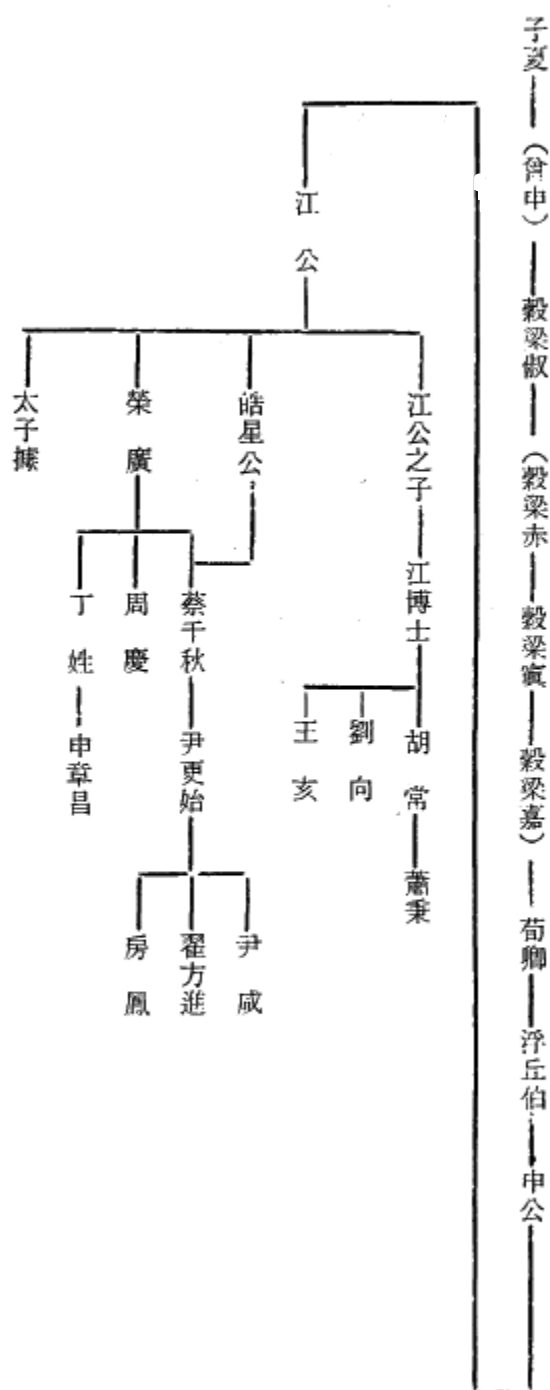 子夏
（曾申）
穀梁俶
（穀梁赤
穀梁寘
穀梁嘉）
荀卿
浮丘伯
申公
江公
江公之子
江博士
胡常
蕭秉
劉向
王亥
皓星公
榮廣
蔡千秋
尹更始
尹咸
翟方進
房鳳
周慶
丁姓
申章昌
太子據